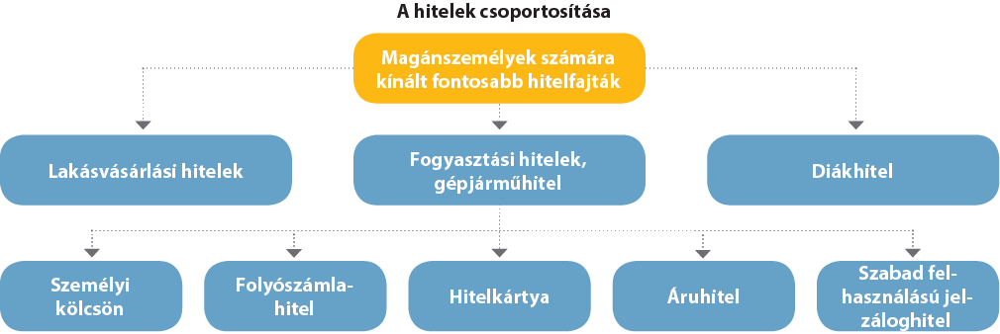 A hitelek csoportosítása
Magánszemélyek számára
kínált fontosabb hitelfajták
Lakásvásárlási hitelek
Fogyasztási hitelek,
gépjárműhitel
Diákhitel
Személyi
kölcsön
Folyószámla-
hitel
Hitelkártya
Áruhitel
Szabad fel-
használású jel-
záloghitel